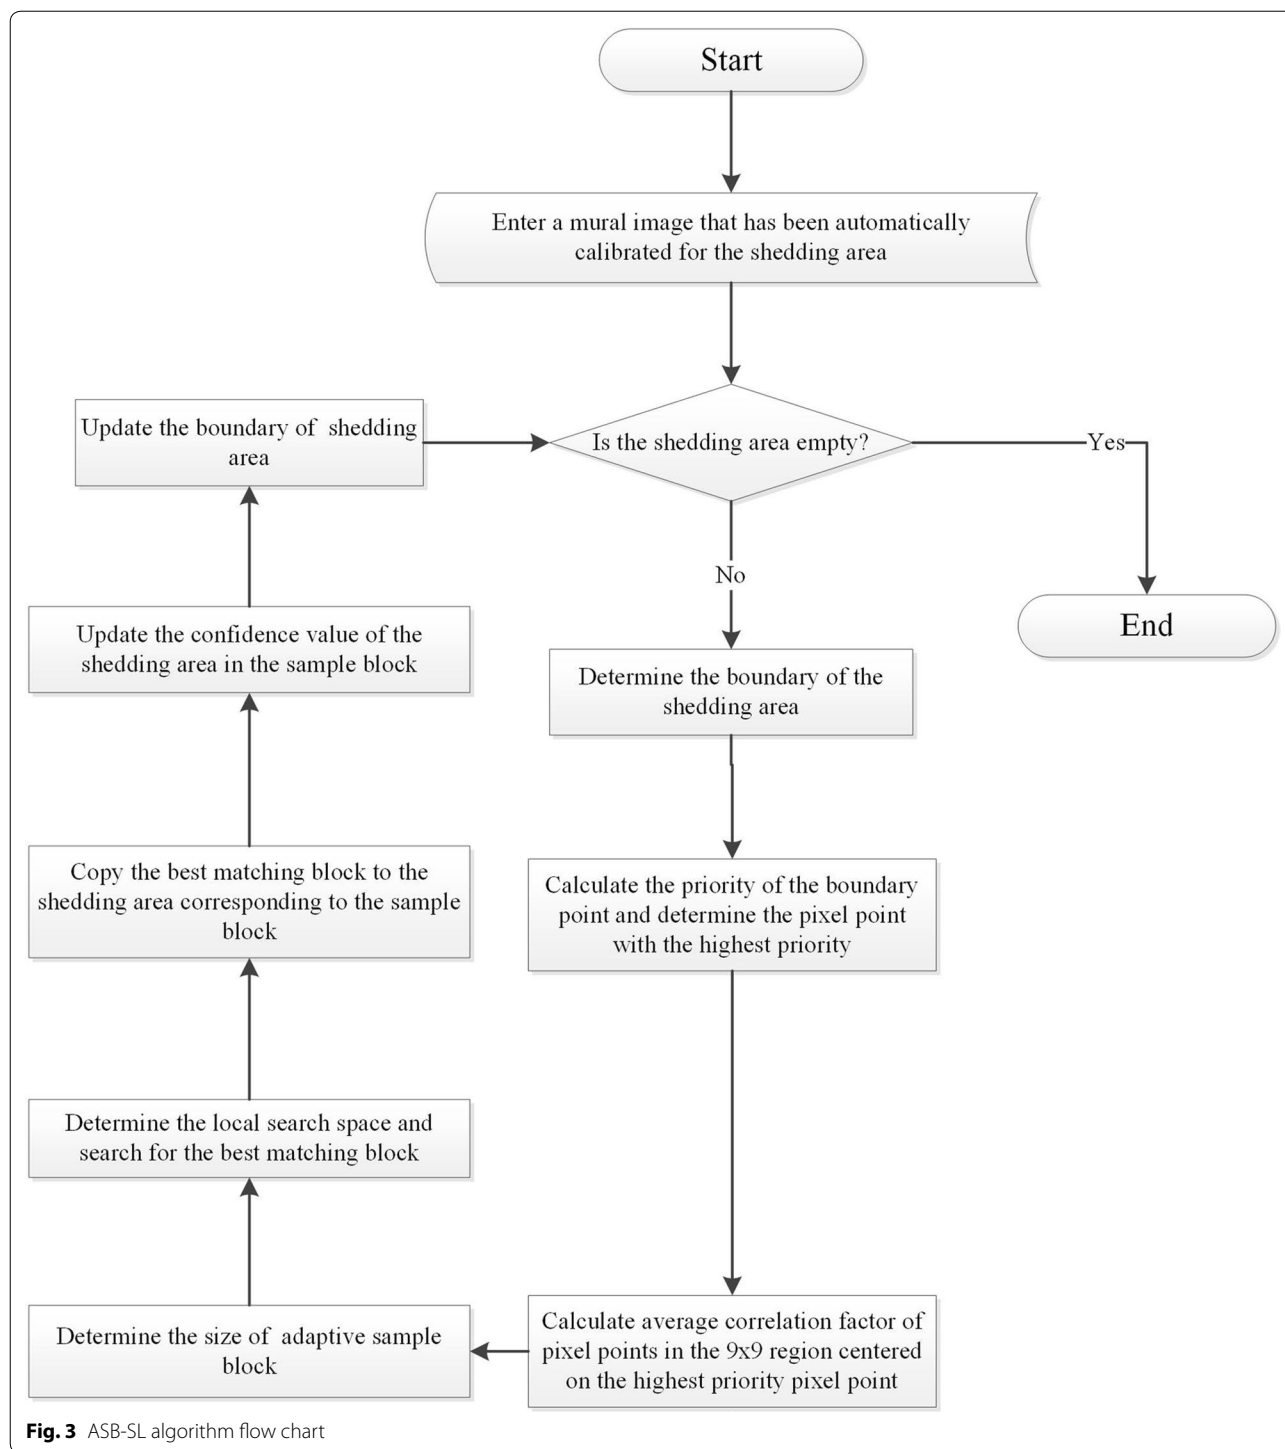 Start
Enter a mural image that has been automatically
calibrated for the shedding area
Is the shedding area empty?
Yes
End
No
Determine the boundary of the
shedding area
Calculate the priority of the boundary
point and determine the pixel point
with the highest priority
Calculate average correlation factor of
pixel points in the 9x9 region centered
on the highest priority pixel point
Determine the size of adaptive sample
block
Determine the local search space and
search for the best matching block
Copy the best matching block to the
shedding area corresponding to the sample
block
Update the confidence value of the
shedding area in the sample block
Update the boundary of shedding
area
Fig. 3 ASB-SL algorithm flow chart